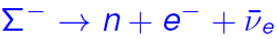 Σ⁻ → n + e⁻ + ν̄ₑ